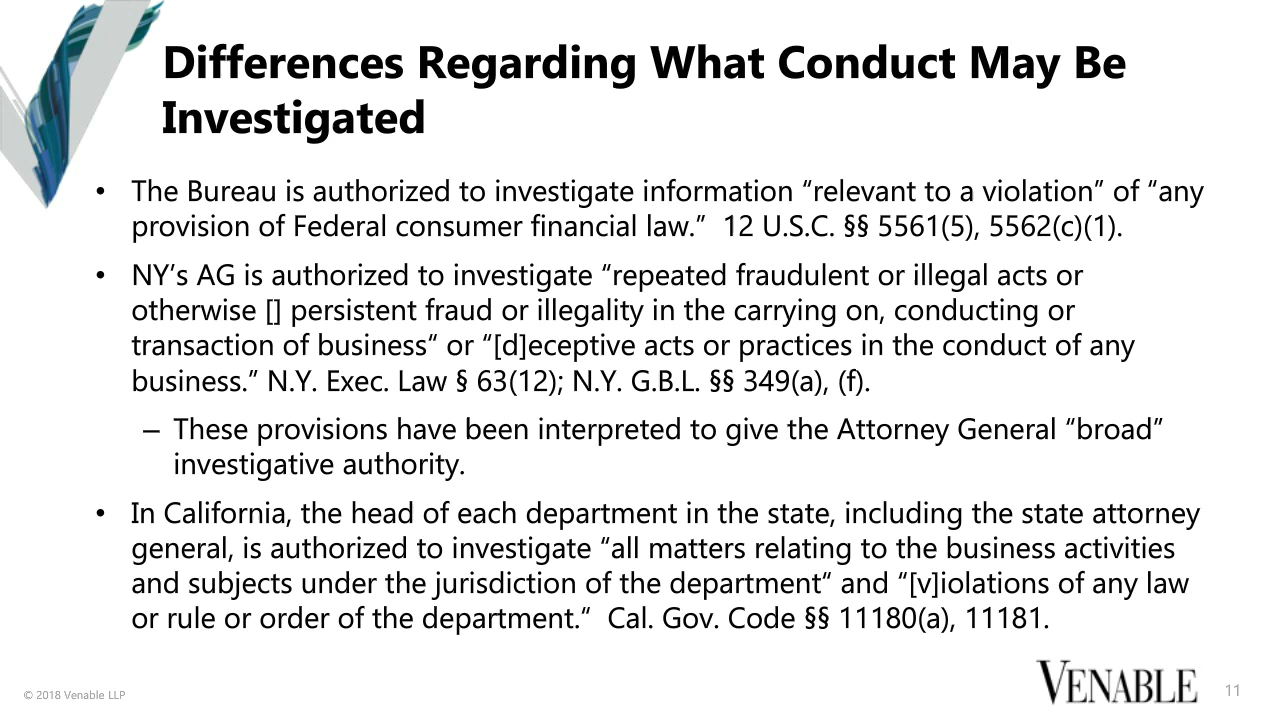 Differences Regarding What Conduct May Be
Investigated
• The Bureau is authorized to investigate information “relevant to a violation” of “any
provision of Federal consumer financial law.”  12 U.S.C. §§ 5561(5), 5562(c)(1).
• NY’s AG is authorized to investigate “repeated fraudulent or illegal acts or
otherwise [] persistent fraud or illegality in the carrying on, conducting or
transaction of business“ or “[d]eceptive acts or practices in the conduct of any
business.” N.Y. Exec. Law § 63(12); N.Y. G.B.L. §§ 349(a), (f).
– These provisions have been interpreted to give the Attorney General “broad”
investigative authority.
• In California, the head of each department in the state, including the state attorney
general, is authorized to investigate “all matters relating to the business activities
and subjects under the jurisdiction of the department“ and “[v]iolations of any law
or rule or order of the department.“  Cal. Gov. Code §§ 11180(a), 11181.
© 2018 Venable LLP
VENABLE
11